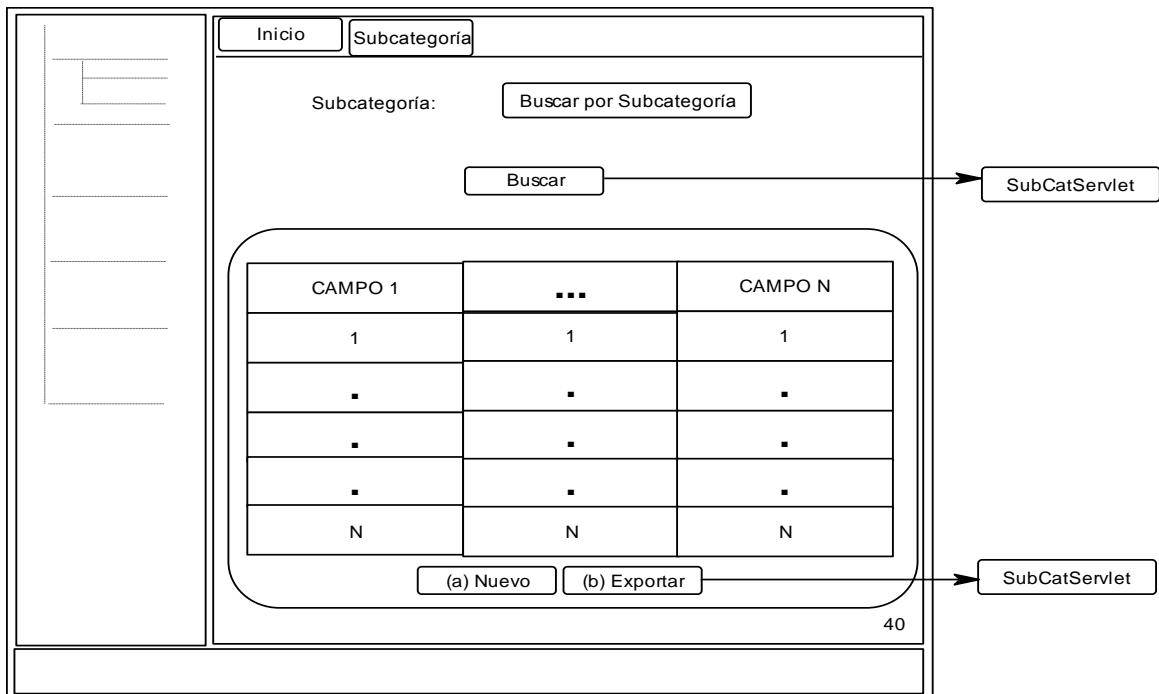 Inicio
Subcategoría
Subcategoría:
Buscar por Subcategoría
Buscar
SubCatServlet
CAMPO 1
...
CAMPO N
1
1
1
.
.
.
.
.
.
.
.
.
N
N
N
(a) Nuevo
(b) Exportar
SubCatServlet
40